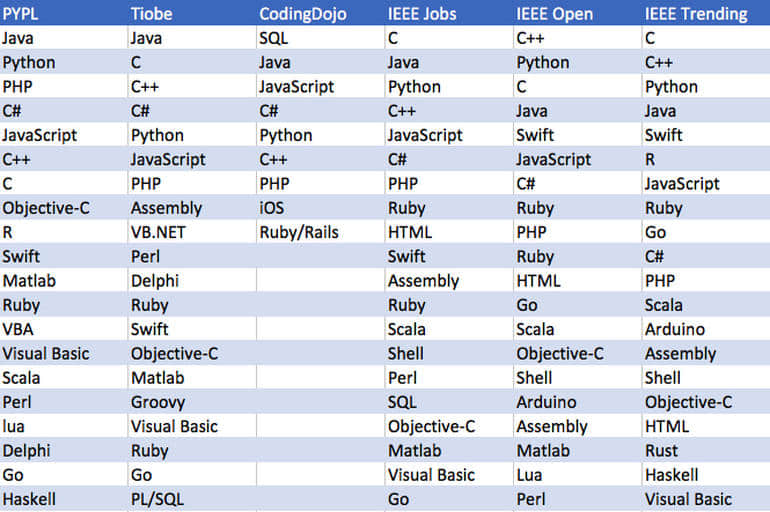 PYPL Tiobe CodingDojo IEEE Jobs IEEE Open IEEE Trending
Java Java SQL C C++ C
Python C Java Java Python C++
PHP C++ JavaScript Python C Python
C# C# C# C++ Java Java
JavaScript Python Python JavaScript Swift Swift
C++ JavaScript C++ C# JavaScript R
C PHP PHP PHP C# JavaScript
Objective-C Assembly iOS Ruby Ruby Ruby
R VB.NET Ruby/Rails HTML PHP Go
Swift Perl Swift Ruby C#
Matlab Delphi Assembly HTML PHP
Ruby Ruby Ruby Go Scala
VBA Swift Scala Scala Arduino
Visual Basic Objective-C Shell Objective-C Assembly
Scala Matlab Perl Shell Shell
Perl Groovy SQL Arduino Objective-C
lua Visual Basic Objective-C Assembly HTML
Delphi Ruby Matlab Matlab Rust
Go Go Visual Basic Lua Haskell
Haskell PL/SQL Go Perl Visual Basic